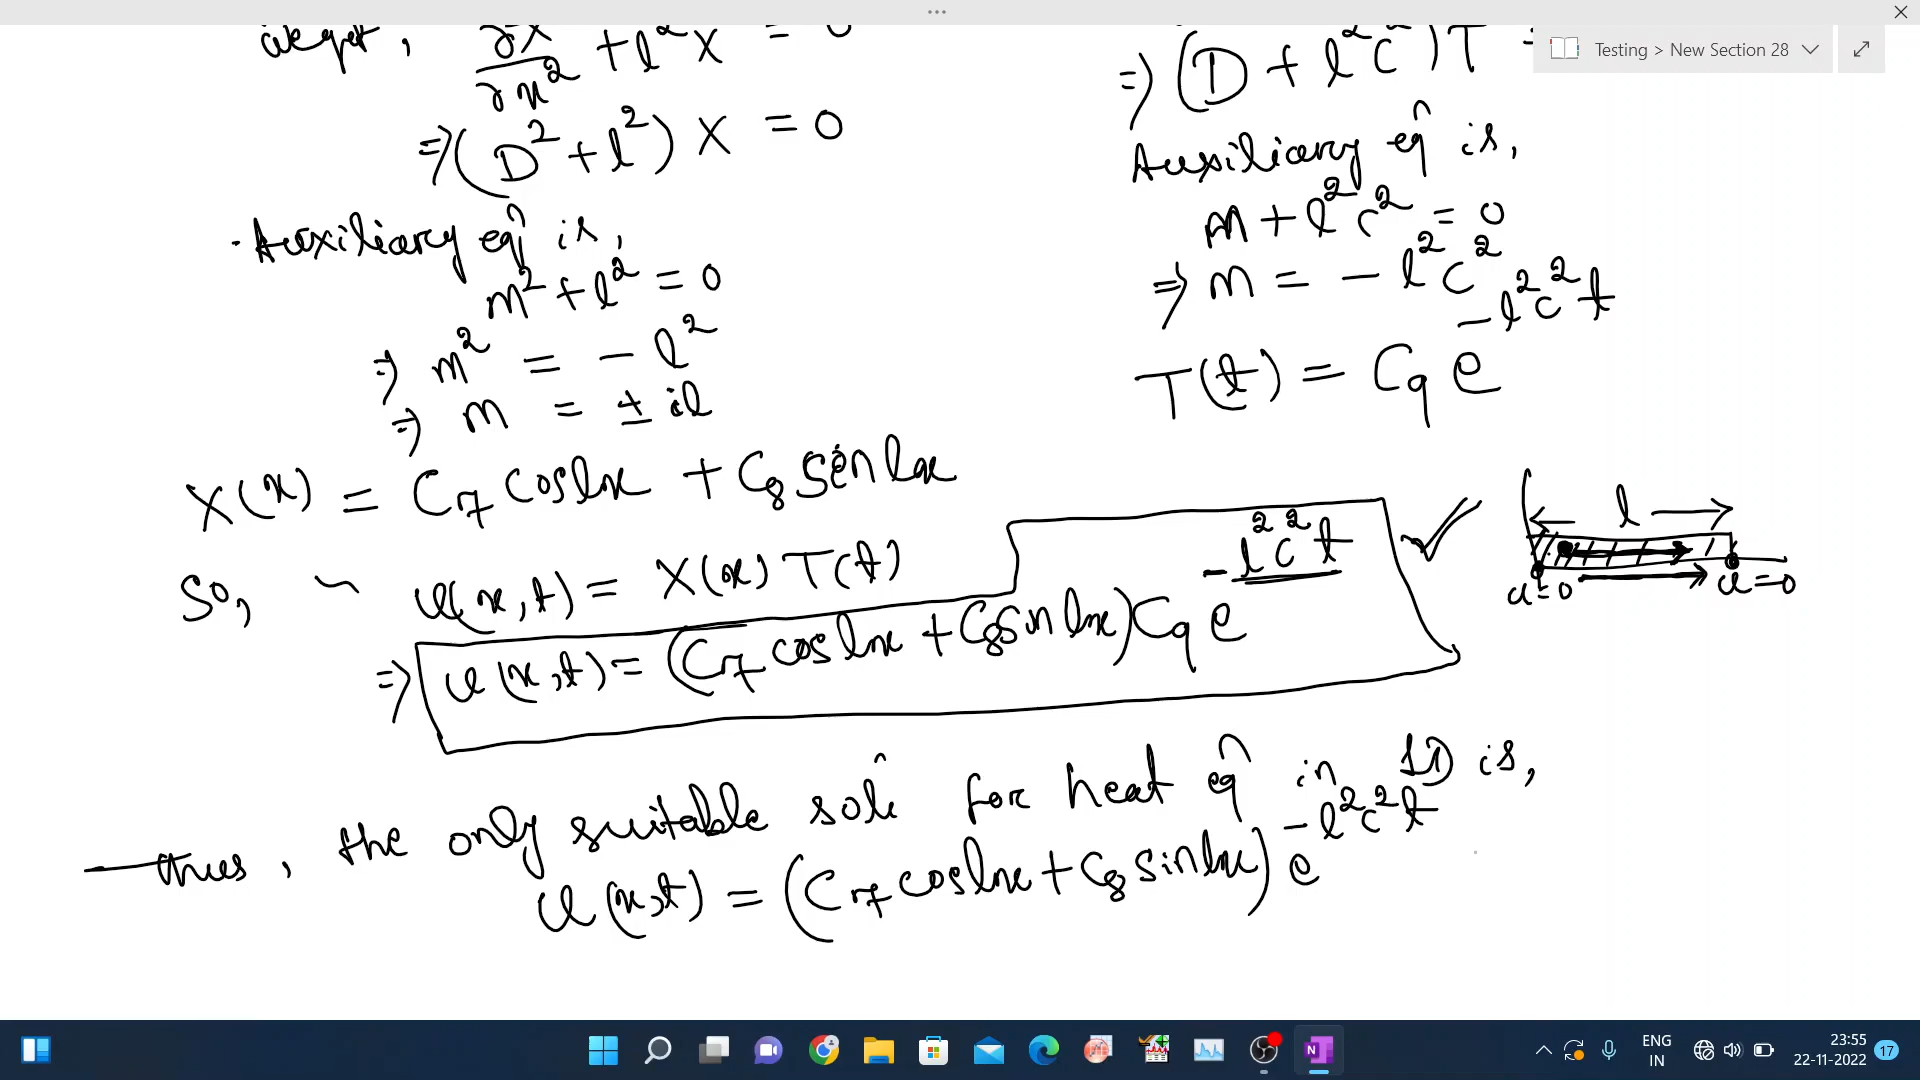 Testing > New Section 28
we get, ∂²X/∂x² + l²X = 0
⇒ (D² + l²) X = 0
Auxiliary eqn̂ is,
m² + l² = 0
⇒ m² = - l²
⇒ m = ± il
X(x) = C₇ cos lx + C₈ sin lx
⇒ (D + l²c²) T =
Auxiliary eqn̂ is,
m + l²c² = 0
⇒ m = - l²c²
T(t) = C₉ e^{-l²c²t}
l
u=0 u=0
So, u(x,t) = X(x) T(t)
⇒ u(x,t) = (C₇ cos lx + C₈ sin lx) C₉ e^{-l²c²t}
Thus, the only suitable soln̂ for heat eqn̂ in 1D is,
u(x,t) = (C₇ cos lx + C₈ sin lx) e^{-l²c²t}
ENG
IN
23:55
22-11-2022
17